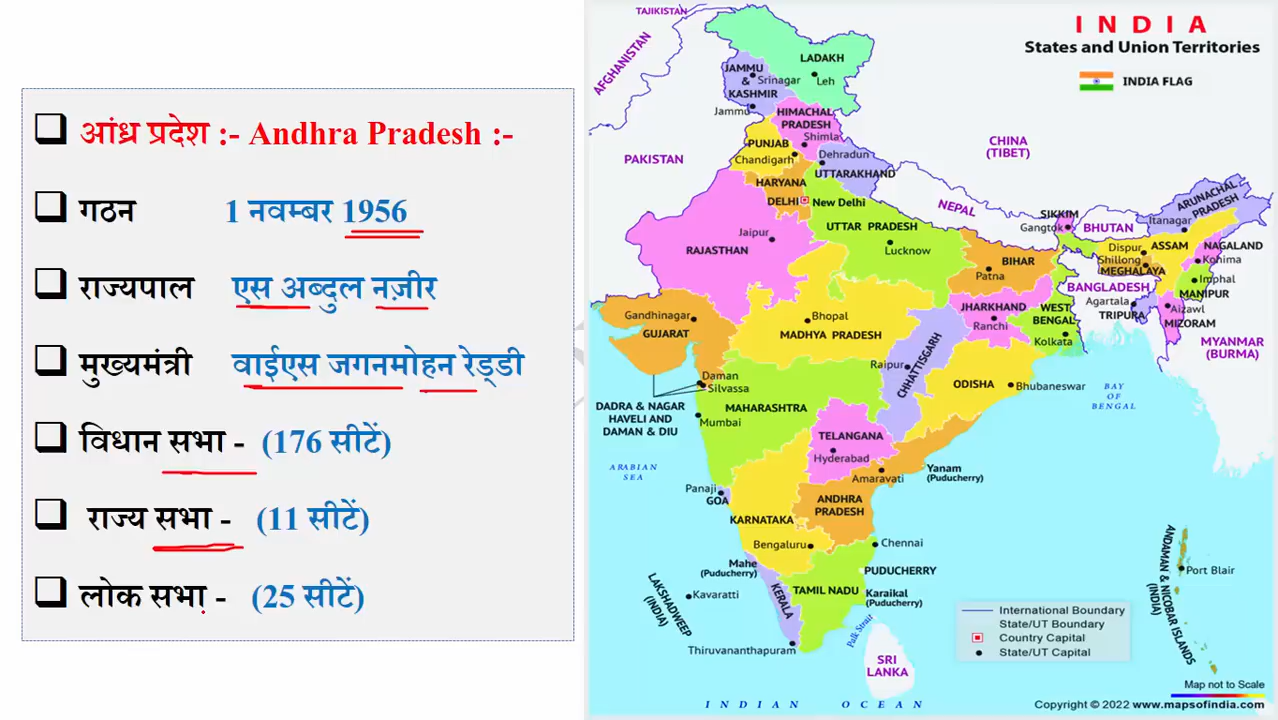 आंध्र प्रदेश :- Andhra Pradesh :-
गठन 1 नवम्बर 1956
राज्यपाल एस अब्दुल नज़ीर
मुख्यमंत्री वाईएस जगनमोहन रेड्डी
विधान सभा - (176 सीटें)
राज्य सभा - (11 सीटें)
लोक सभा - (25 सीटें)
INDIA
States and Union Territories
INDIA FLAG
TAJIKISTAN
AFGHANISTAN
PAKISTAN
CHINA
(TIBET)
NEPAL
BHUTAN
BANGLADESH
MYANMAR
(BURMA)
SRI
LANKA
LADAKH
Leh
JAMMU
&
KASHMIR
Srinagar
Jammu
HIMACHAL
PRADESH
Shimla
PUNJAB
Chandigarh
Dehradun
UTTARAKHAND
HARYANA
DELHI
New Delhi
UTTAR PRADESH
Lucknow
Jaipur
RAJASTHAN
SIKKIM
Gangtok
ARUNACHAL
PRADESH
Itanagar
Dispur
ASSAM
NAGALAND
Kohima
Shillong
MEGHALAYA
Imphal
MANIPUR
Agartala
TRIPURA
Aizawl
MIZORAM
BIHAR
Patna
JHARKHAND
Ranchi
WEST
BENGAL
Kolkata
Gandhinagar
GUJARAT
Bhopal
MADHYA PRADESH
Raipur
CHHATTISGARH
ODISHA
Bhubaneswar
Daman
Silvassa
DADRA & NAGAR
HAVELI AND
DAMAN & DIU
MAHARASHTRA
Mumbai
TELANGANA
Hyderabad
Amaravati
Yanam
(Puducherry)
ANDHRA
PRADESH
Panaji
GOA
KARNATAKA
Bengaluru
Chennai
Mahe
(Puducherry)
PUDUCHERRY
TAMIL NADU
Karaikal
(Puducherry)
KERALA
Thiruvananthapuram
LAKSHADWEEP
(INDIA)
Kavaratti
ANDAMAN & NICOBAR ISLANDS
(INDIA)
Port Blair
ARABIAN
SEA
BAY
OF
BENGAL
Palk Strait
INDIAN OCEAN
International Boundary
State/UT Boundary
Country Capital
State/UT Capital
Map not to Scale
Copyright © 2022 www.mapsofindia.com